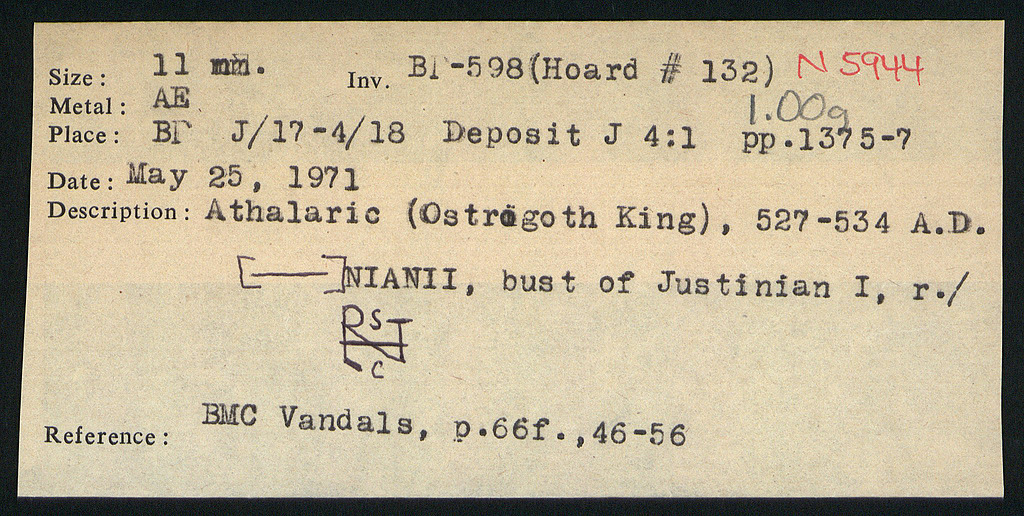 Size: 11 mm. Inv. BΓ-598(Hoard # 132) N 5944
Metal: AE 1.00g
Place: BΓ J/17-4/18 Deposit J 4:1 pp.1375-7
Date: May 25, 1971
Description: Athalaric (Ostrogoth King), 527-534 A.D.
[——]NIANII, bust of Justinian I, r./
Reference: BMC Vandals, p.66f.,46-56